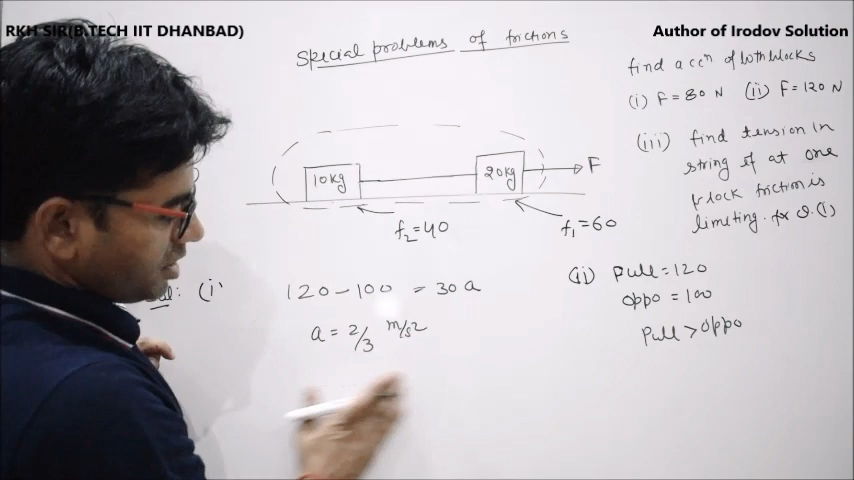 RKH SIR(B.TECH IIT DHANBAD)
Author of Irodov Solution
Special problems of frictions
find accn of both blocks
(i) F = 80 N (ii) F = 120 N
(iii) find tension in
string if at one
block friction is
limiting. for Q.(i)
10kg
20kg
F
f2=40
f1=60
Sol: (i)
120 - 100 = 30 a
a = 2/3 m/s2
(ii) Pull = 120
oppo = 100
Pull > oppo